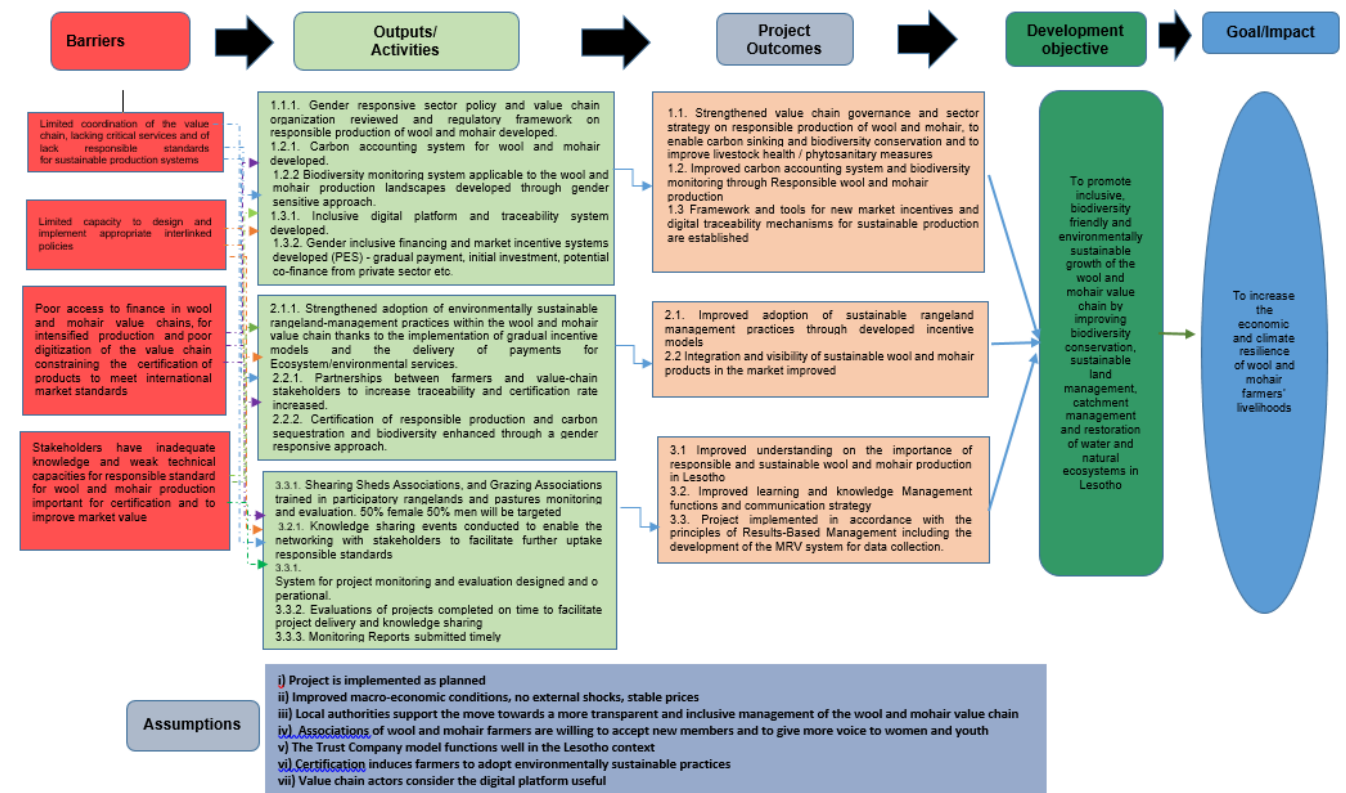 Barriers
Outputs/
Activities
Project
Outcomes
Development
objective
Goal/Impact
Limited coordination of the value
chain, lacking critical services and of
lack responsible standards
for sustainable production systems
Limited capacity to design and
implement appropriate interlinked
policies
Poor access to finance in wool
and mohair value chains, for
intensified production and poor
digitization of the value chain
constraining the certification of
products to meet international
market standards
Stakeholders have inadequate
knowledge and weak technical
capacities for responsible standard
for wool and mohair production
important for certification and to
improve market value
1.1.1. Gender responsive sector policy and value chain
organization reviewed and regulatory framework on
responsible production of wool and mohair developed.
1.2.1. Carbon accounting system for wool and mohair
developed.
1.2.2 Biodiversity monitoring system applicable to the wool and
mohair production landscapes developed through gender
sensitive approach.
1.3.1. Inclusive digital platform and traceability system
developed.
1.3.2. Gender inclusive financing and market incentive systems
developed (PES) - gradual payment, initial investment, potential
co-finance from private sector etc.
2.1.1. Strengthened adoption of environmentally sustainable
rangeland-management practices within the wool and mohair
value chain thanks to the implementation of gradual incentive
models and the delivery of payments for
Ecosystem/environmental services.
2.2.1. Partnerships between farmers and value-chain
stakeholders to increase traceability and certification rate
increased.
2.2.2. Certification of responsible production and carbon
sequestration and biodiversity enhanced through a gender
responsive approach.
3.3.1. Shearing Sheds Associations, and Grazing Associations
trained in participatory rangelands and pastures monitoring
and evaluation. 50% female 50% men will be targeted
3.2.1. Knowledge sharing events conducted to enable the
networking with stakeholders to facilitate further uptake
responsible standards
3.3.1.
System for project monitoring and evaluation designed and o
perational.
3.3.2. Evaluations of projects completed on time to facilitate
project delivery and knowledge sharing
3.3.3. Monitoring Reports submitted timely
1.1. Strengthened value chain governance and sector
strategy on responsible production of wool and mohair, to
enable carbon sinking and biodiversity conservation and to
improve livestock health / phytosanitary measures
1.2. Improved carbon accounting system and biodiversity
monitoring through Responsible wool and mohair
production
1.3 Framework and tools for new market incentives and
digital traceability mechanisms for sustainable production
are established
2.1. Improved adoption of sustainable rangeland
management practices through developed incentive
models
2.2 Integration and visibility of sustainable wool and mohair
products in the market improved
3.1 Improved understanding on the importance of
responsible and sustainable wool and mohair production
in Lesotho
3.2. Improved learning and knowledge Management
functions and communication strategy
3.3. Project implemented in accordance with the
principles of Results-Based Management including the
development of the MRV system for data collection.
To promote
inclusive,
biodiversity
friendly and
environmentally
sustainable
growth of the
wool and
mohair value
chain by
improving
biodiversity
conservation,
sustainable
land
management,
catchment
management
and restoration
of water and
natural
ecosystems in
Lesotho
To increase
the
economic
and climate
resilience
of wool and
mohair
farmers'
livelihoods
Assumptions
i) Project is implemented as planned
ii) Improved macro-economic conditions, no external shocks, stable prices
iii) Local authorities support the move towards a more transparent and inclusive management of the wool and mohair value chain
iv) Associations of wool and mohair farmers are willing to accept new members and to give more voice to women and youth
v) The Trust Company model functions well in the Lesotho context
vi) Certification induces farmers to adopt environmentally sustainable practices
vii) Value chain actors consider the digital platform useful